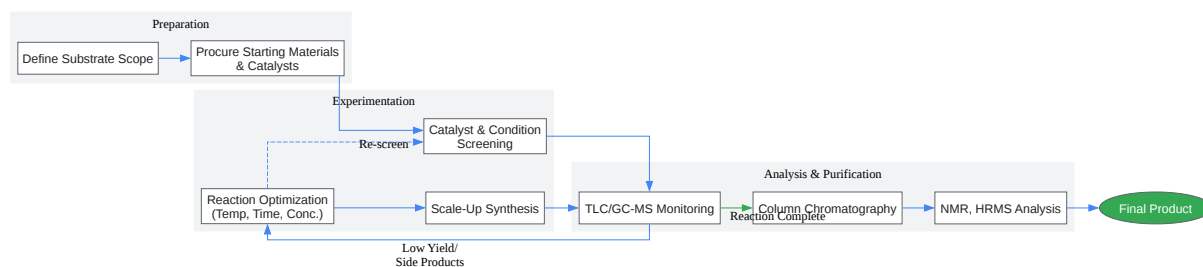 Preparation
Define Substrate Scope
Procure Starting Materials
& Catalysts
Experimentation
Catalyst & Condition
Screening
Re-screen
Reaction Optimization
(Temp, Time, Conc.)
Scale-Up Synthesis
Analysis & Purification
TLC/GC-MS Monitoring
Reaction Complete
Column Chromatography
NMR, HRMS Analysis
Final Product
Low Yield/
Side Products